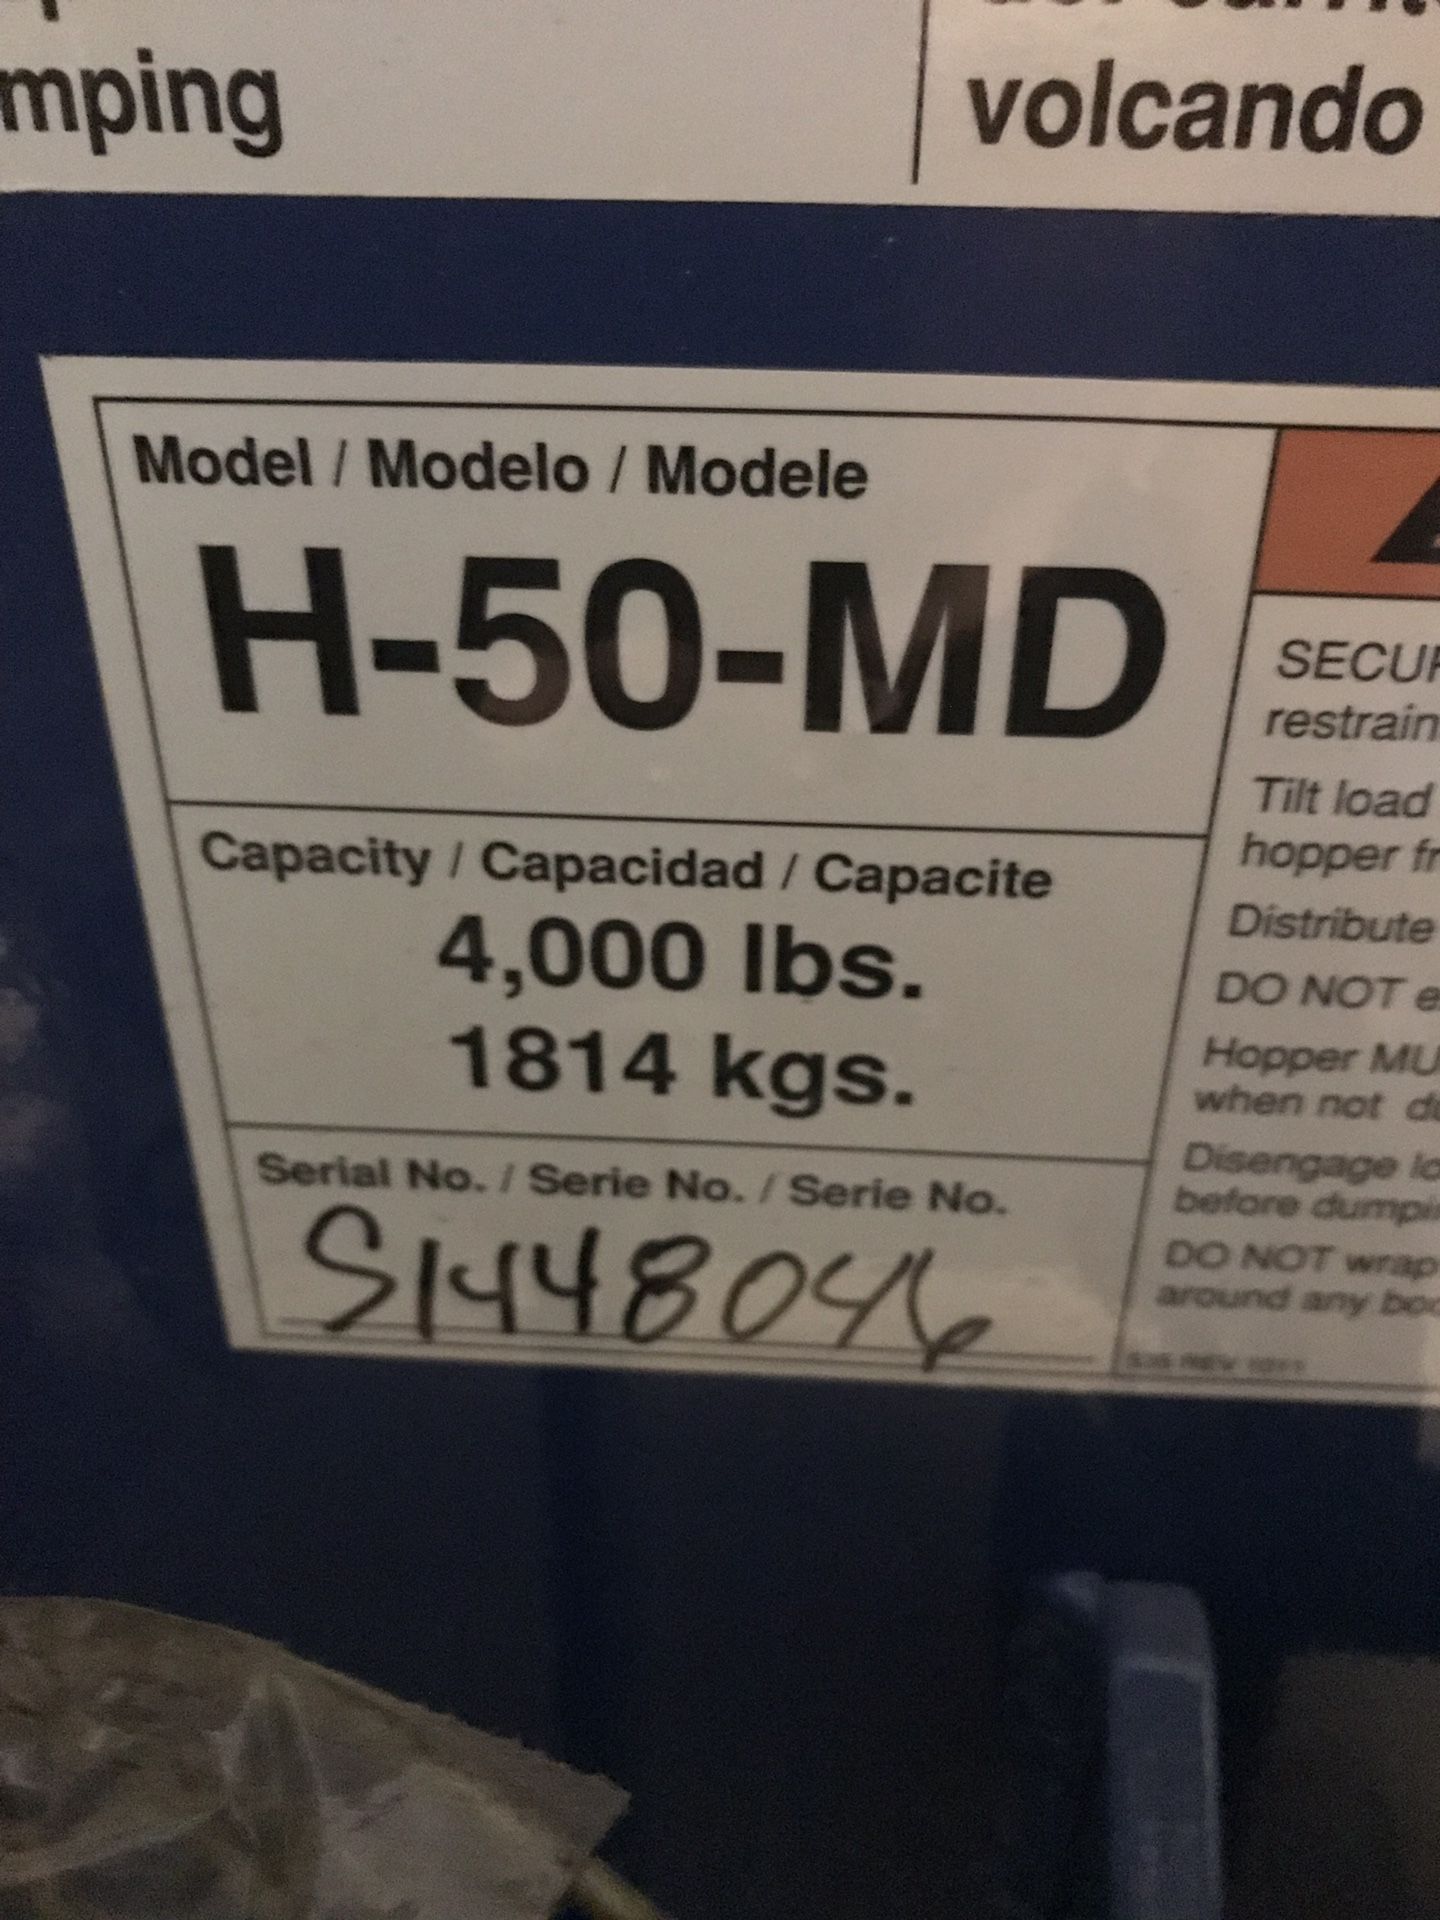 mping
volcando
Model / Modelo / Modele
H-50-MD
Capacity / Capacidad / Capacite
4,000 lbs.
1814 kgs.
Serial No. / Serie No. / Serie No.
S1448046
restrain
Tilt load
hopper fr
Distribute
DO NOT e
Hopper MU
when not d
Disengage lo
before dumpi
DO NOT wrap
around any bo